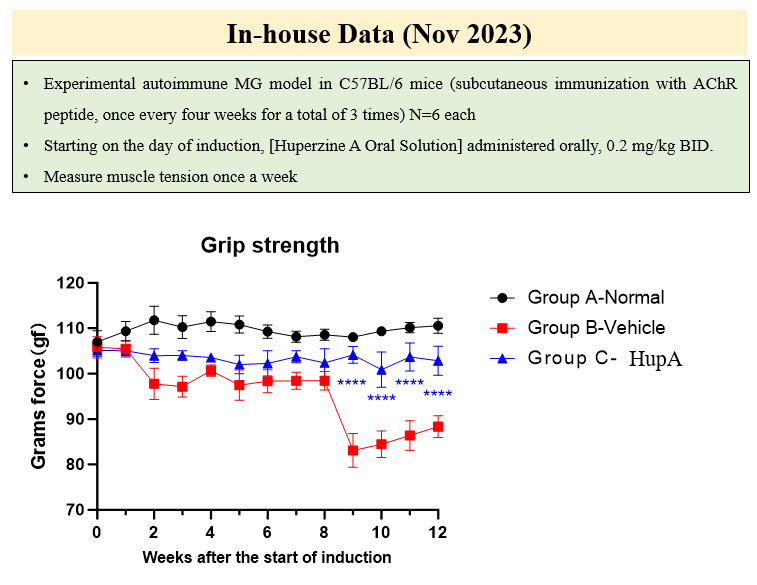 In-house Data (Nov 2023)
• Experimental autoimmune MG model in C57BL/6 mice (subcutaneous immunization with AChR
peptide, once every four weeks for a total of 3 times) N=6 each
• Starting on the day of induction, [Huperzine A Oral Solution] administered orally, 0.2 mg/kg BID.
• Measure muscle tension once a week
Grip strength
Grams force(gf)
120
110
100
90
80
70
0
2
4
6
8
10
12
Weeks after the start of induction
****
****
****
****
Group A-Normal
Group B-Vehicle
Group C- HupA